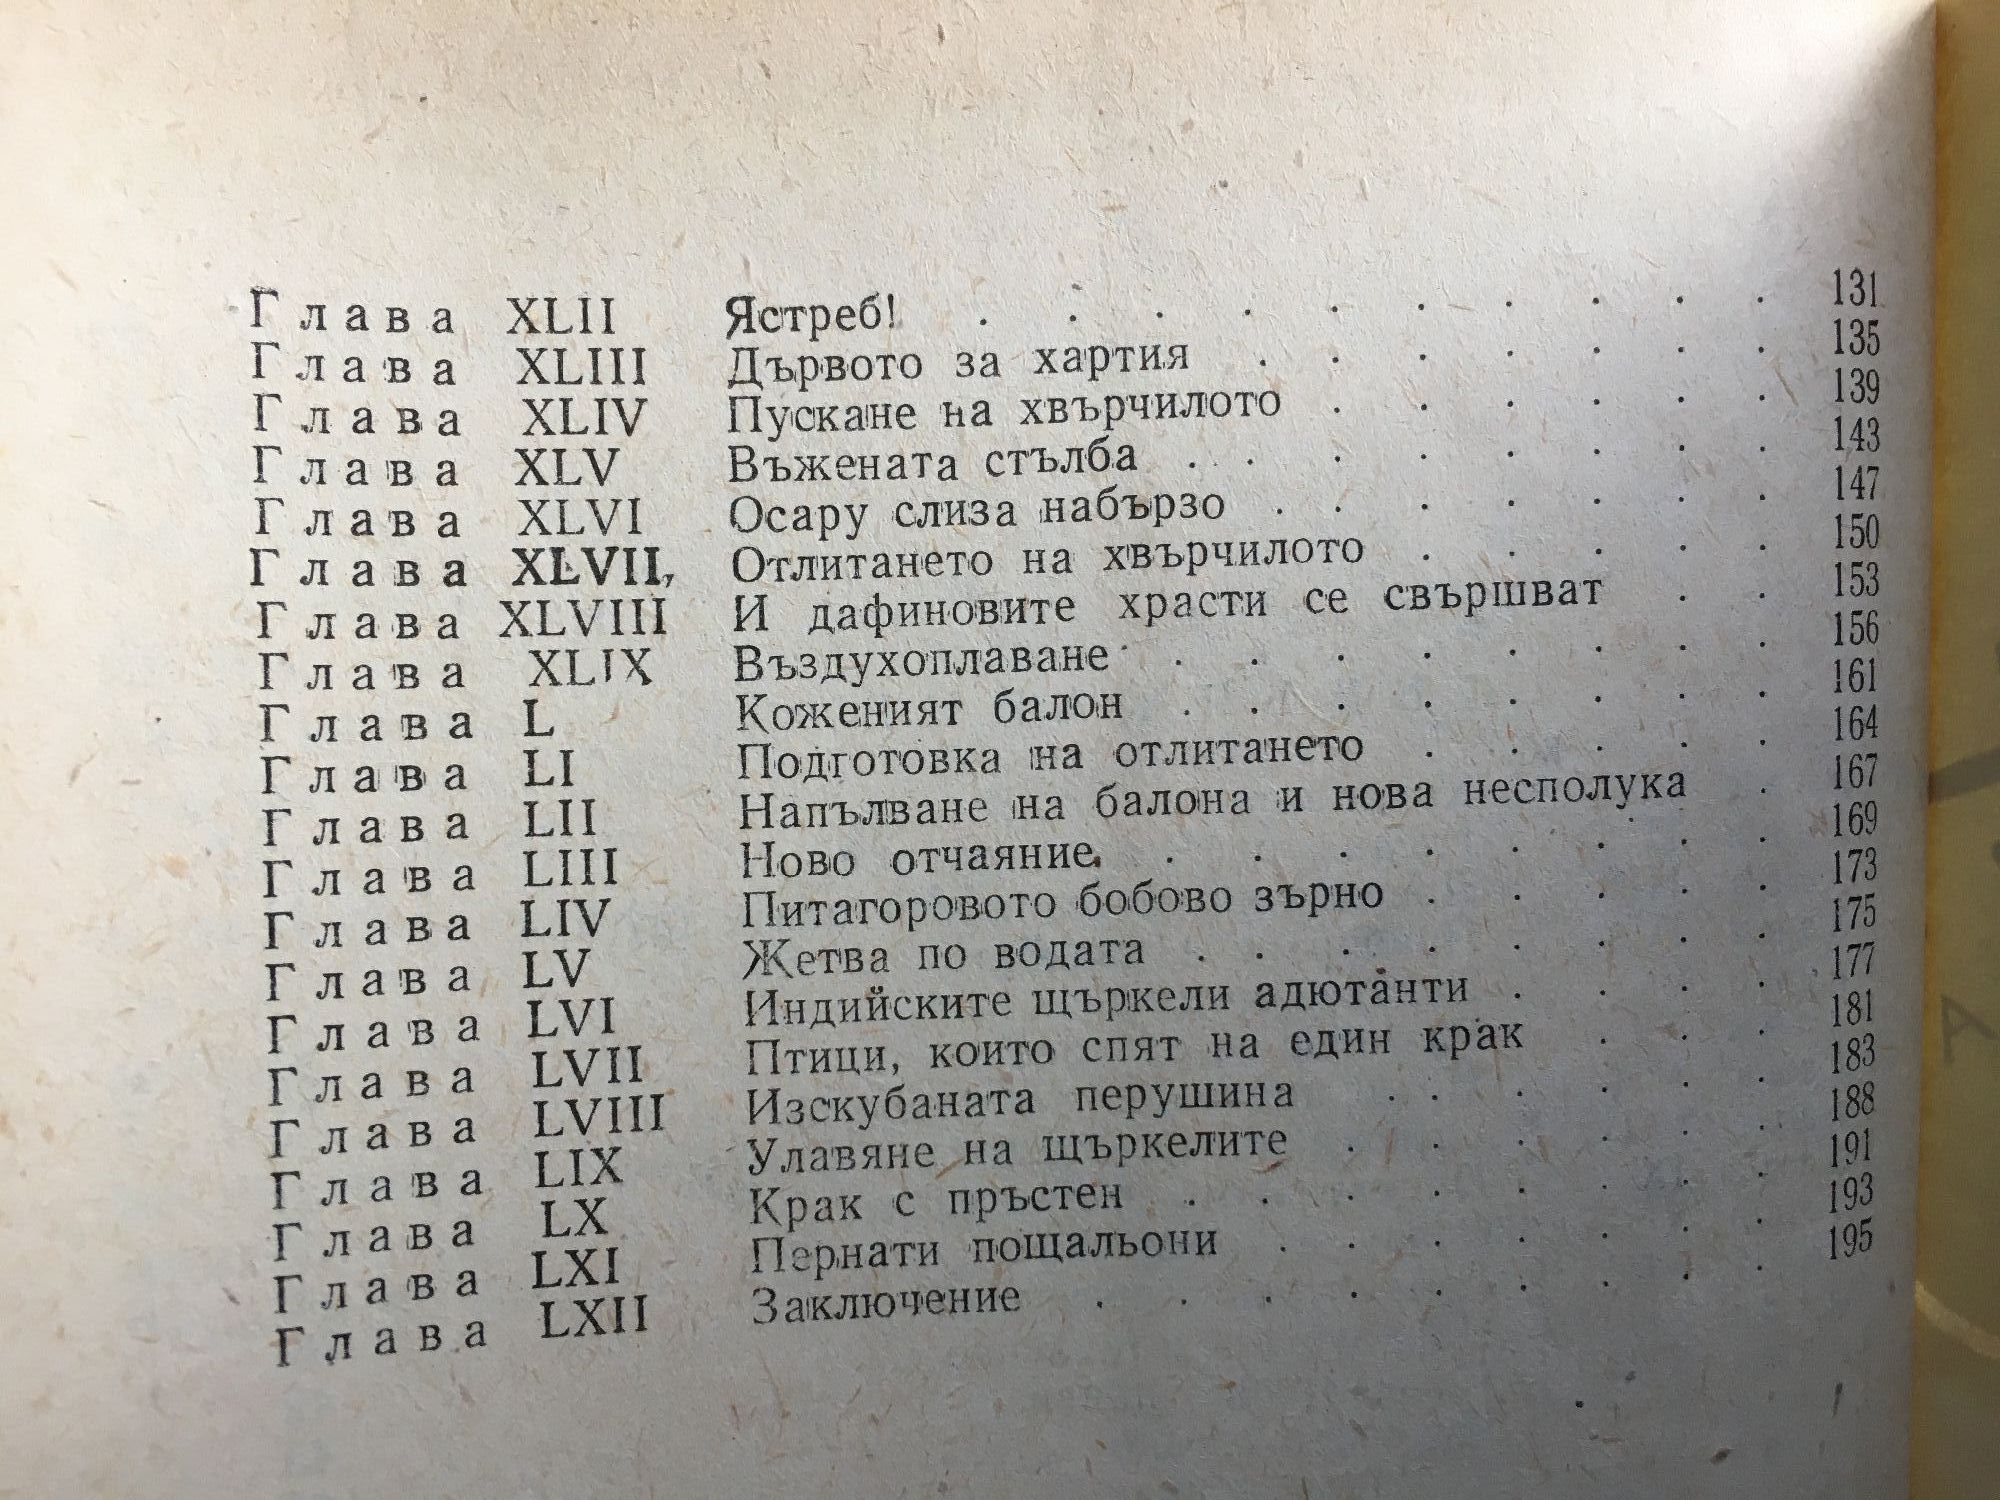 Глава XLII Ястреб! . . . . . . . . . . 131
Глава XLIII Дървото за хартия . . . . . . . 135
Глава XLIV Пускане на хвърчилото . . . . . . 139
Глава XLV Въжената стълба . . . . . . . . 143
Глава XLVI Осару слиза набързо . . . . . . . 147
Глава XLVII, Отлитането на хвърчилото . . . . . 150
Глава XLVIII И дафиновите храсти се свършват . . 153
Глава XLIX Въздухоплаване . . . . . . . . 156
Глава L Коженият балон . . . . . . . . 161
Глава LI Подготовка на отлитането . . . . . 164
Глава LII Напълване на балона и нова несполука . 167
Глава LIII Ново отчаяние . . . . . . . . 169
Глава LIV Питагоровото бобово зърно . . . . . 173
Глава LV Жетва по водата . . . . . . . . 175
Глава LVI Индийските щъркели адютанти . . . . 177
Глава LVII Птици, които спят на един крак . . . 181
Глава LVIII Изскубаната перушина . . . . . . 183
Глава LIX Улавяне на щъркелите . . . . . . 188
Глава LX Крак с пръстен . . . . . . . . 191
Глава LXI Пернати пощальони . . . . . . . 193
Глава LXII Заключение . . . . . . . . . 195